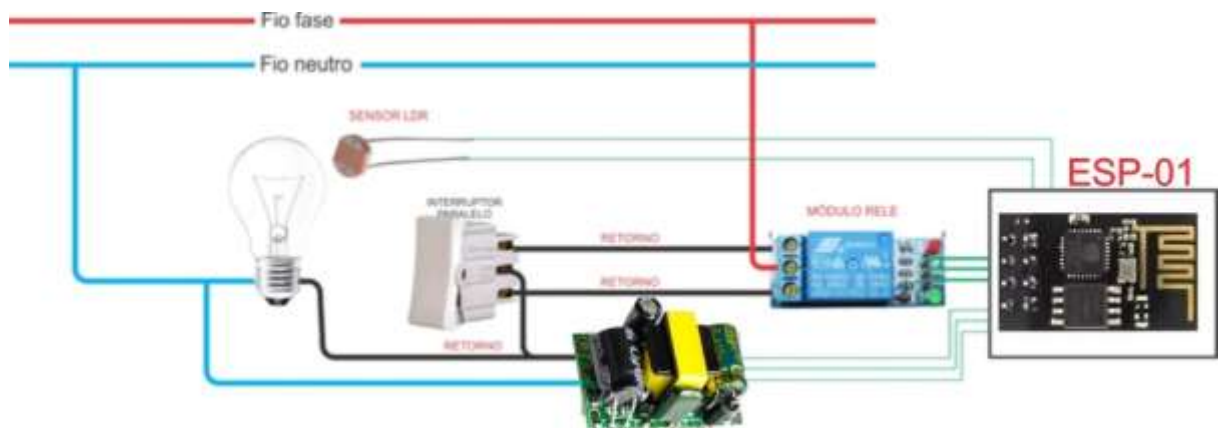 Fio fase
Fio neutro
SENSOR LDR
ESP-01
INTERRUPTOR
PARALELO
MÓDULO RELE
RETORNO
RETORNO
RETORNO